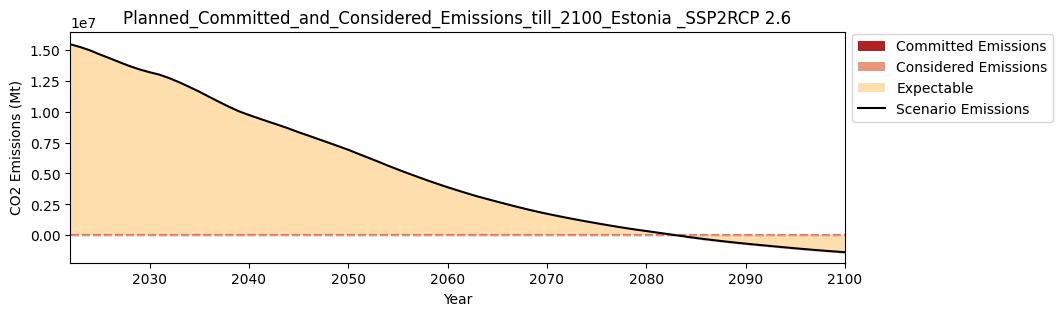 Planned_Committed_and_Considered_Emissions_till_2100_Estonia _SSP2RCP 2.6
1e7
CO2 Emissions (Mt)
1.50
1.25
1.00
0.75
0.50
0.25
0.00
2030 2040 2050 2060 2070 2080 2090 2100
Year
Committed Emissions
Considered Emissions
Expectable
Scenario Emissions